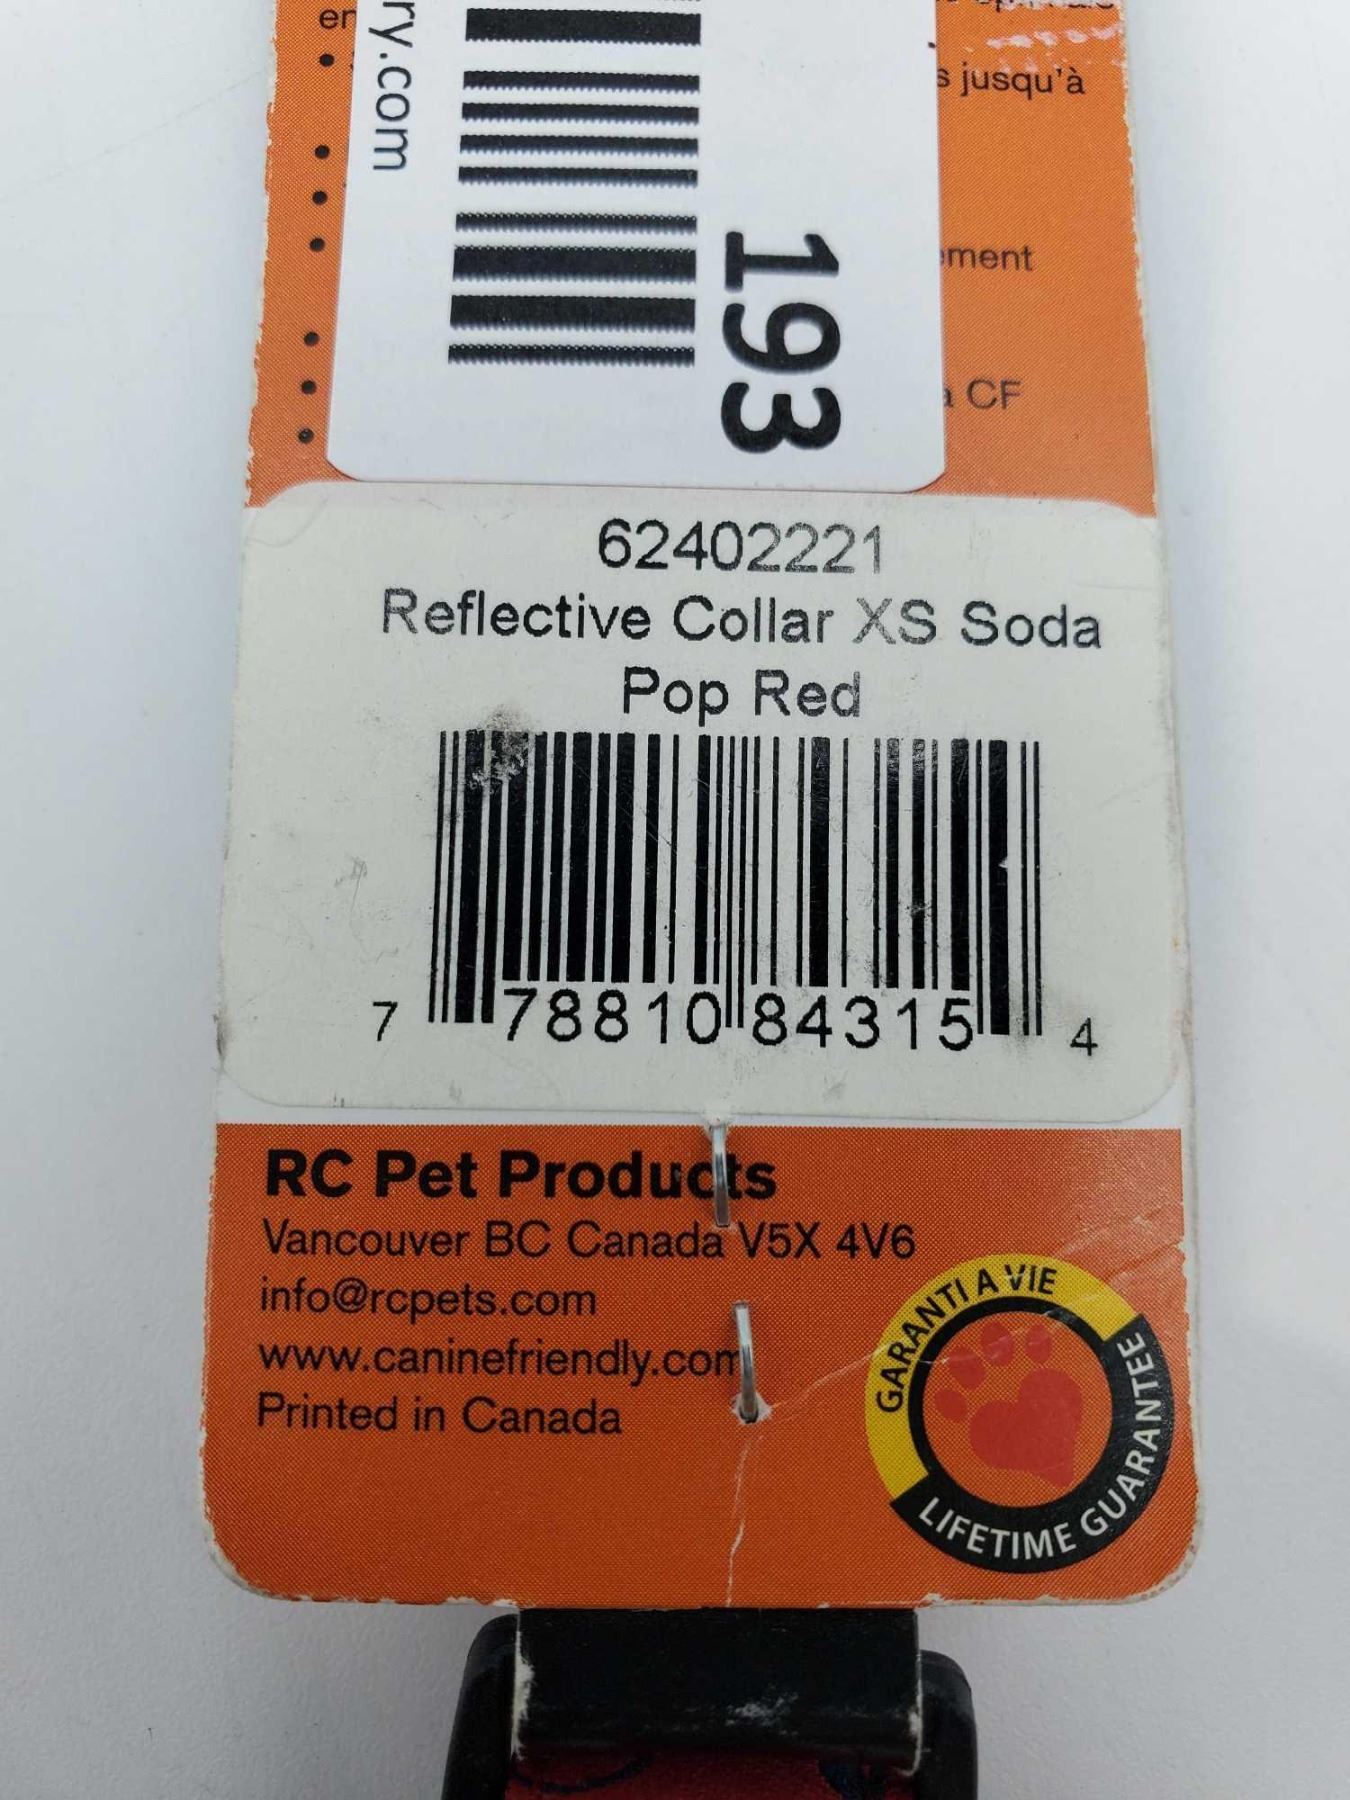 ry.com
193
en
s jusqu'à
ement
a CF
62402221
Reflective Collar XS Soda
Pop Red
7 78810 84315 4
RC Pet Products
Vancouver BC Canada V5X 4V6
info@rcpets.com
www.caninefriendly.com
Printed in Canada
GARANTI A VIE
LIFETIME GUARANTEE